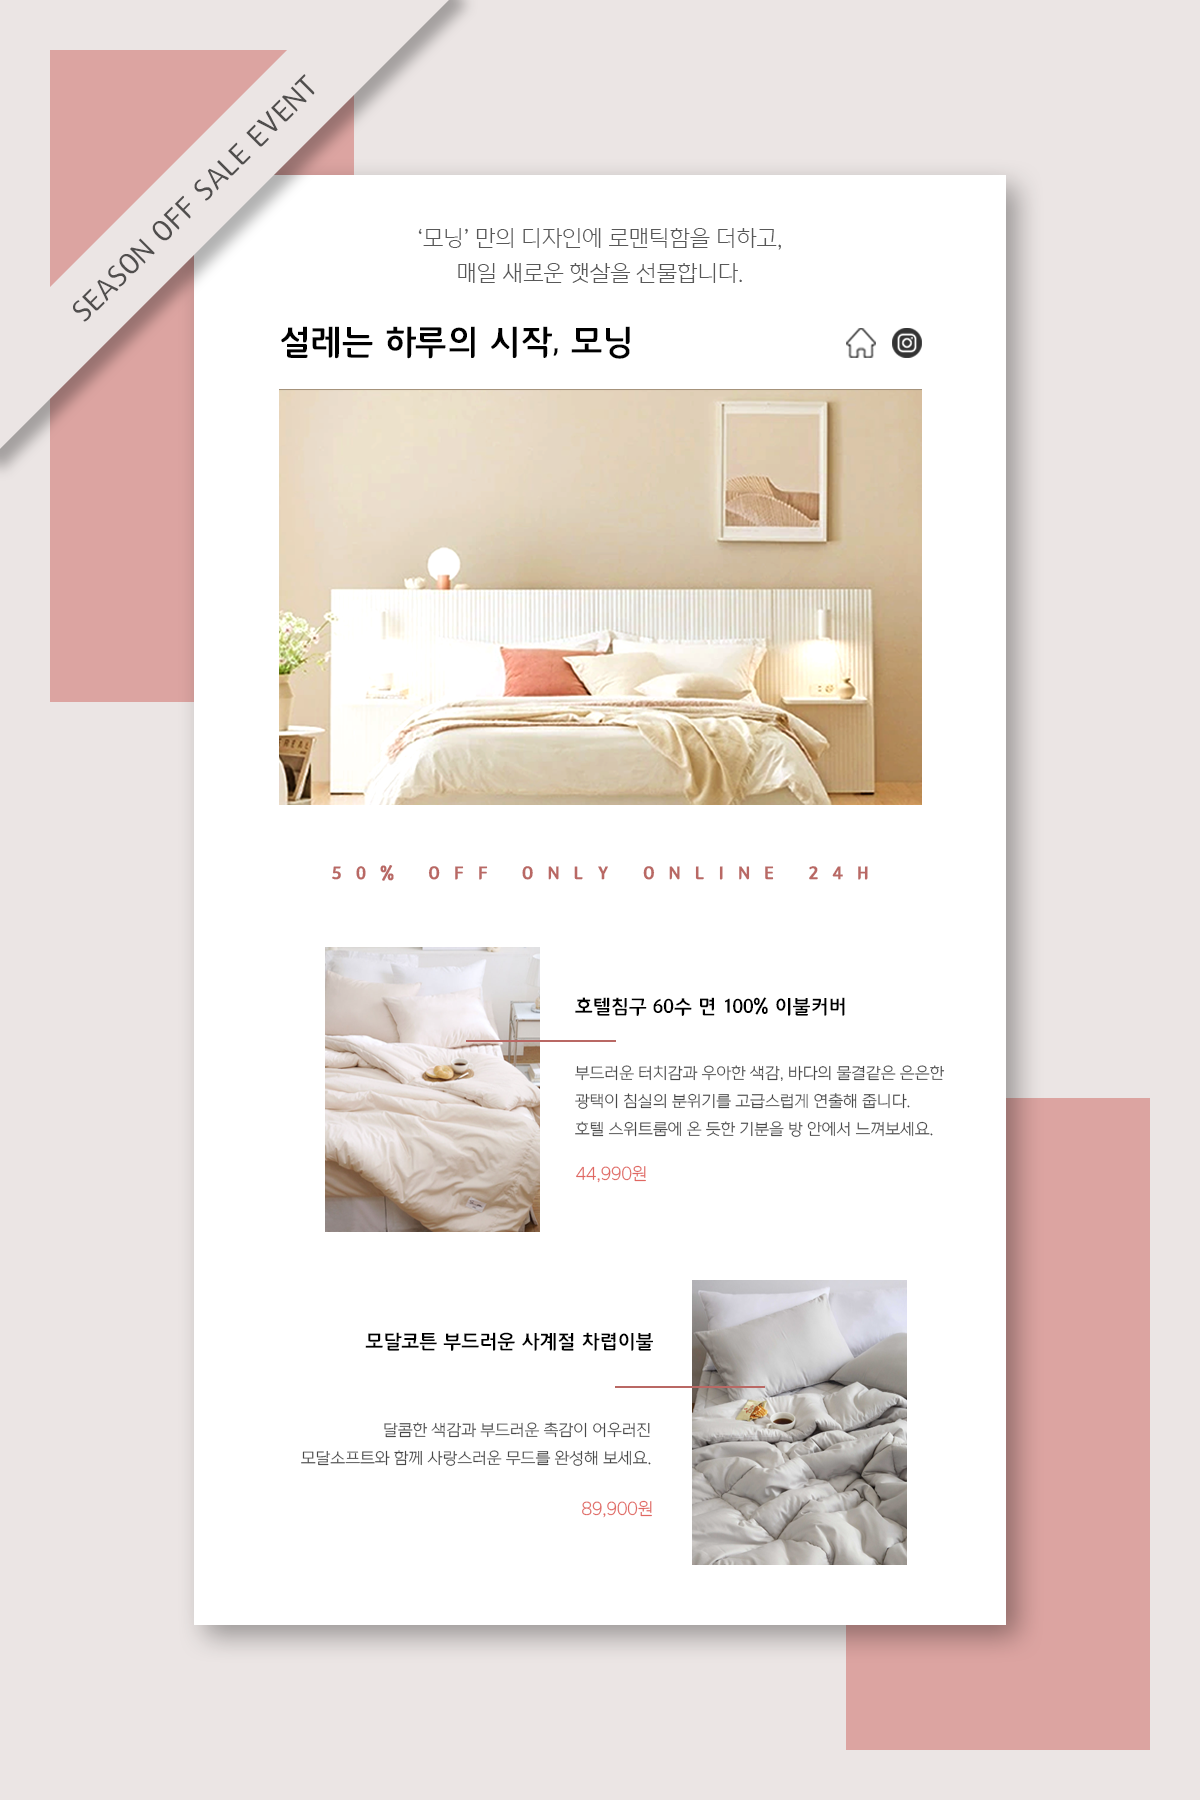 SEASON OFF SALE EVENT
‘모닝’ 만의 디자인에 로맨틱함을 더하고,
매일 새로운 햇살을 선물합니다.
설레는 하루의 시작, 모닝
50% OFF ONLY ONLINE 24H
호텔침구 60수 면 100% 이불커버
부드러운 터치감과 우아한 색감, 바다의 물결같은 은은한
광택이 침실의 분위기를 고급스럽게 연출해 줍니다.
호텔 스위트룸에 온 듯한 기분을 방 안에서 느껴보세요.
44,990원
모달코튼 부드러운 사계절 차렵이불
달콤한 색감과 부드러운 촉감이 어우러진
모달소프트와 함께 사랑스러운 무드를 완성해 보세요.
89,900원